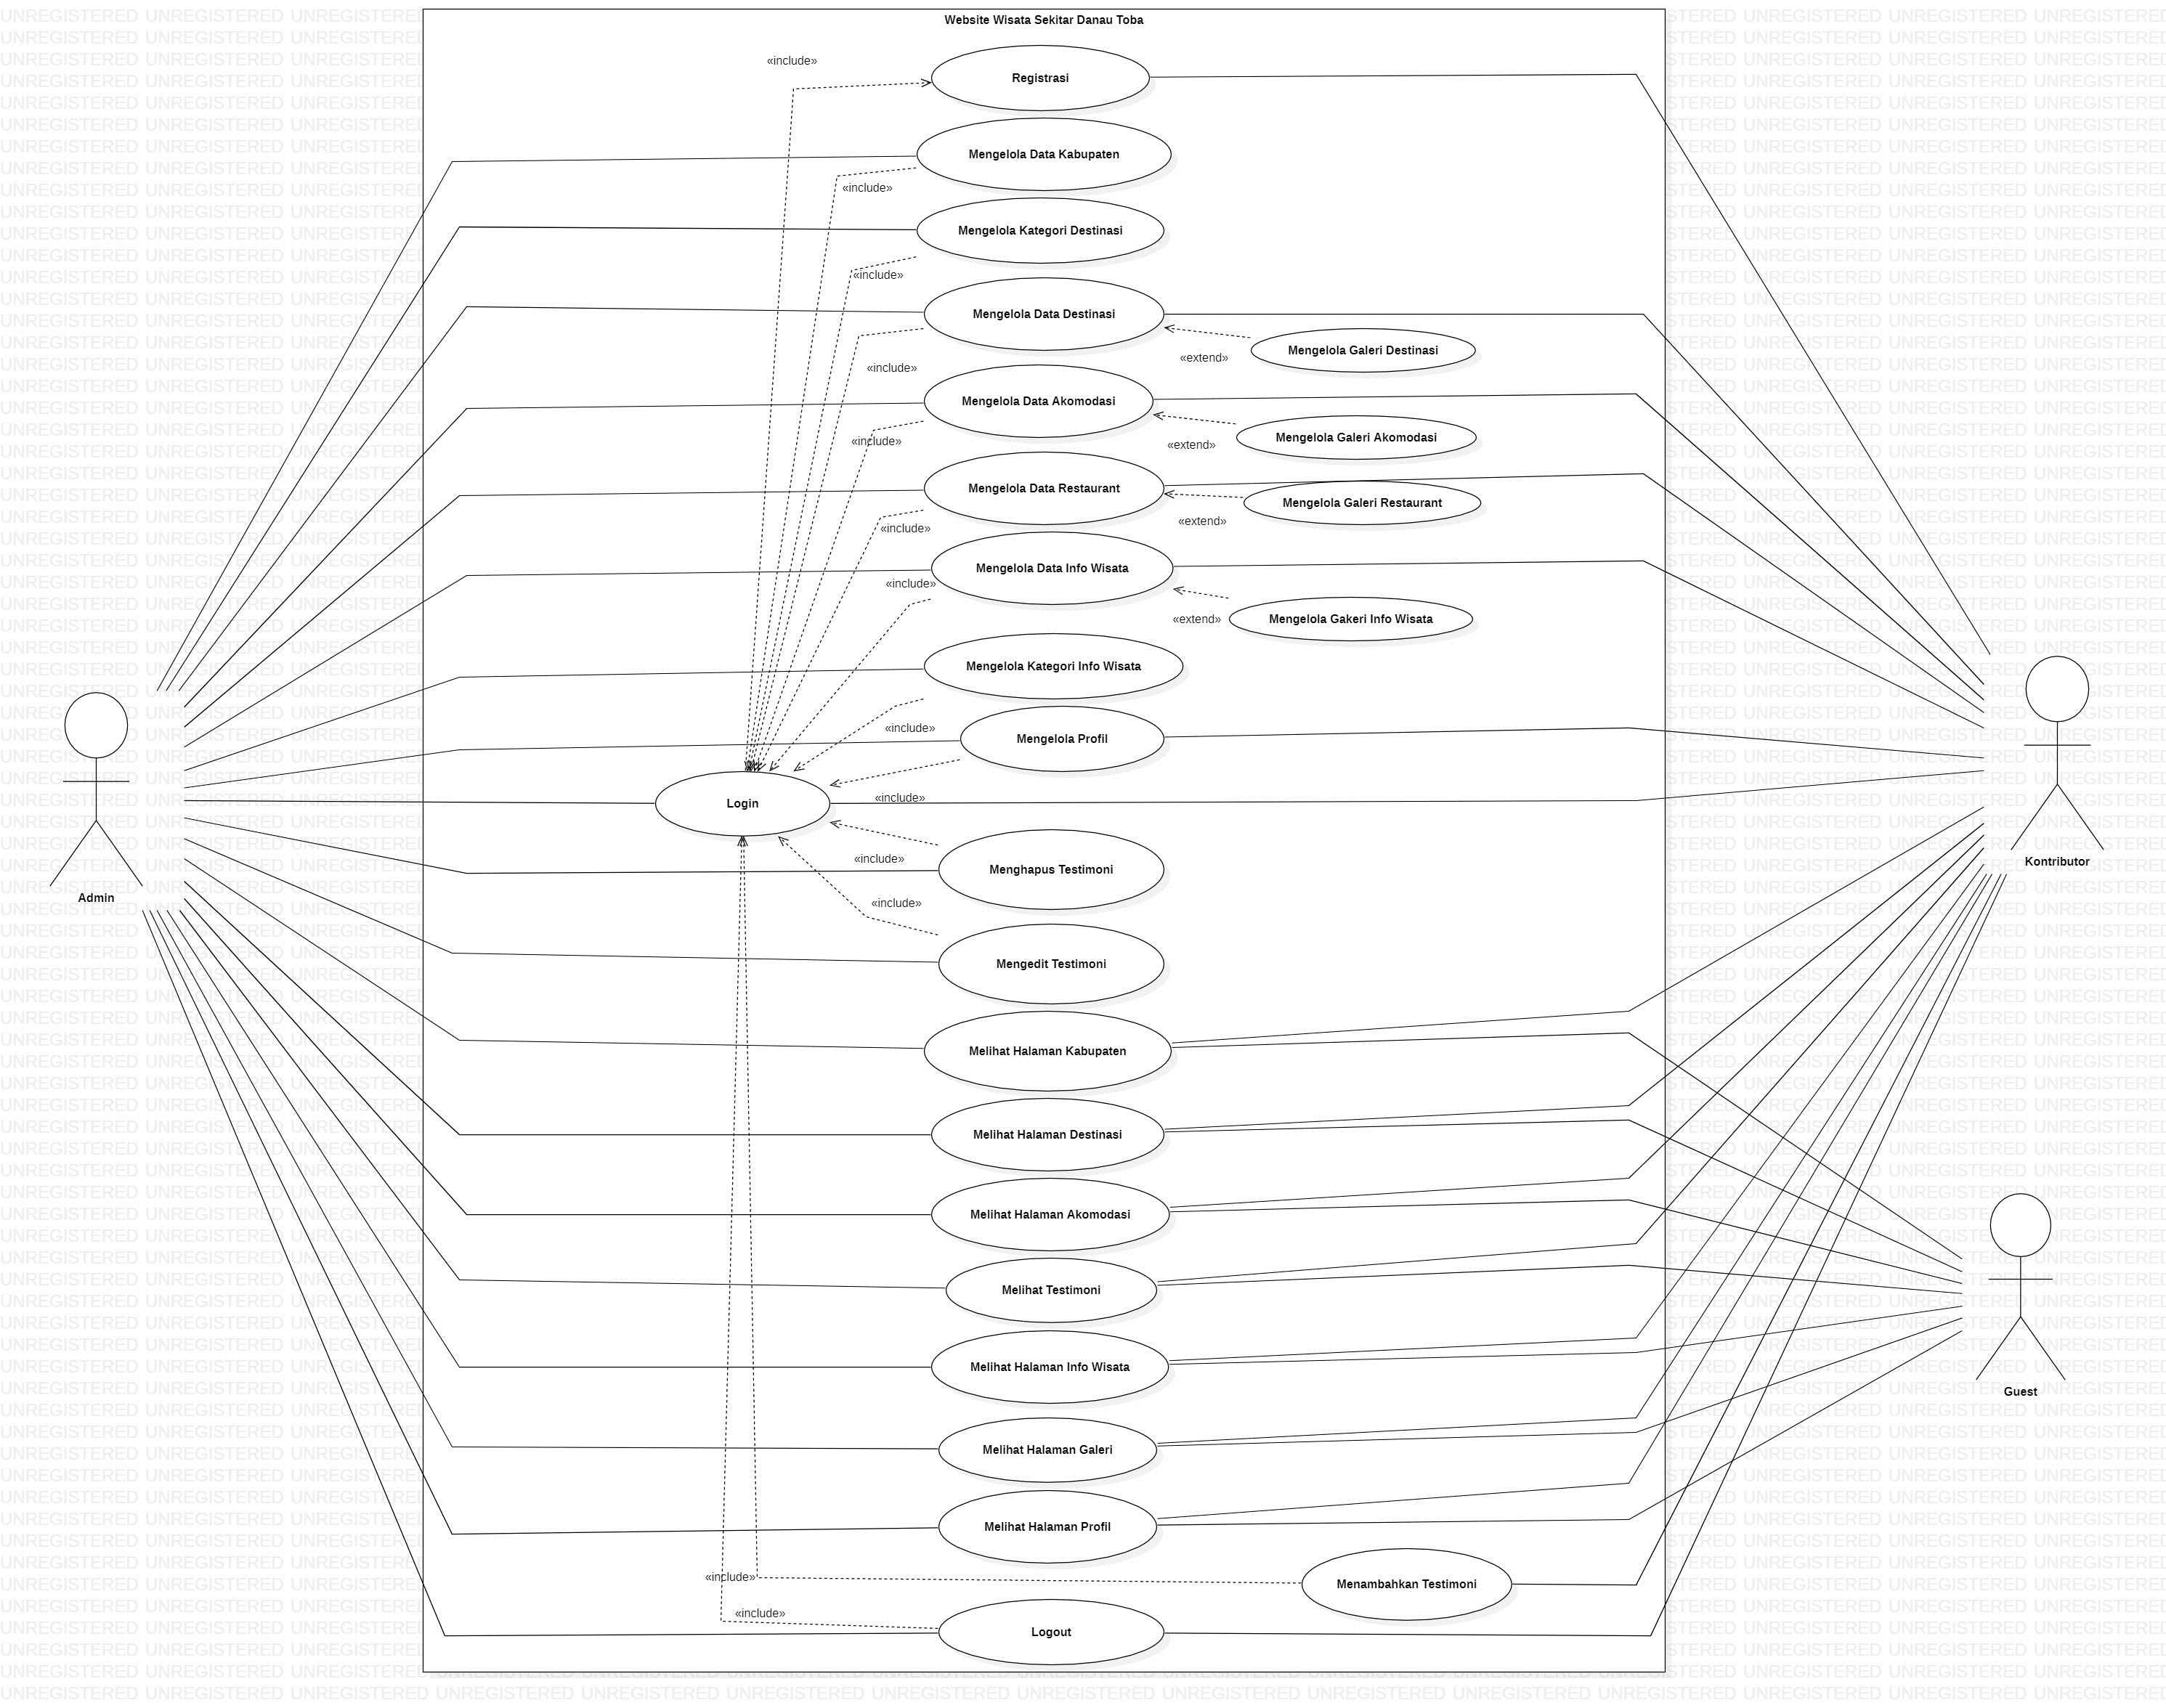 Website Wisata Sekitar Danau Toba
«include»
Registrasi
Mengelola Data Kabupaten
«include»
Mengelola Kategori Destinasi
«include»
Mengelola Data Destinasi
Mengelola Galeri Destinasi
«extend»
«include»
Mengelola Data Akomodasi
Mengelola Galeri Akomodasi
«include»
«extend»
Mengelola Data Restaurant
Mengelola Galeri Restaurant
«extend»
«include»
Mengelola Data Info Wisata
«include»
Mengelola Gakeri Info Wisata
«extend»
Mengelola Kategori Info Wisata
«include»
Mengelola Profil
«include»
Login
Menghapus Testimoni
«include»
Admin
Kontributor
«include»
Mengedit Testimoni
Melihat Halaman Kabupaten
Melihat Halaman Destinasi
Melihat Halaman Akomodasi
Melihat Testimoni
Melihat Halaman Info Wisata
Guest
Melihat Halaman Galeri
Melihat Halaman Profil
«include»
Menambahkan Testimoni
«include»
Logout
UNREGISTERED